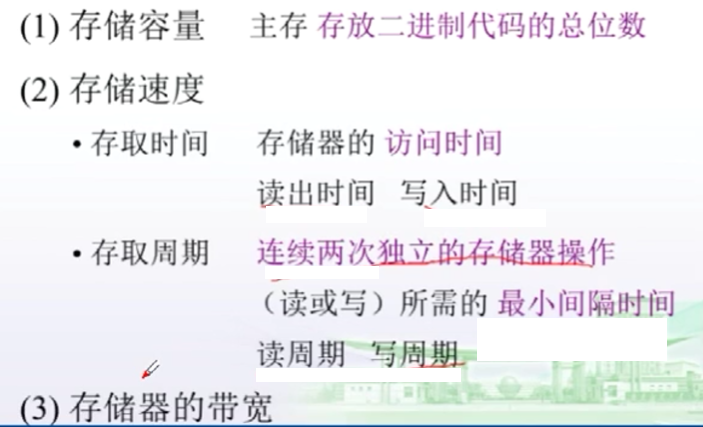 (1) 存储容量 主存 存放二进制代码的总位数
(2) 存储速度
• 存取时间 存储器的 访问时间
读出时间 写入时间
• 存取周期 连续两次独立的存储器操作
（读或写）所需的 最小间隔时间
读周期 写周期
(3) 存储器的带宽